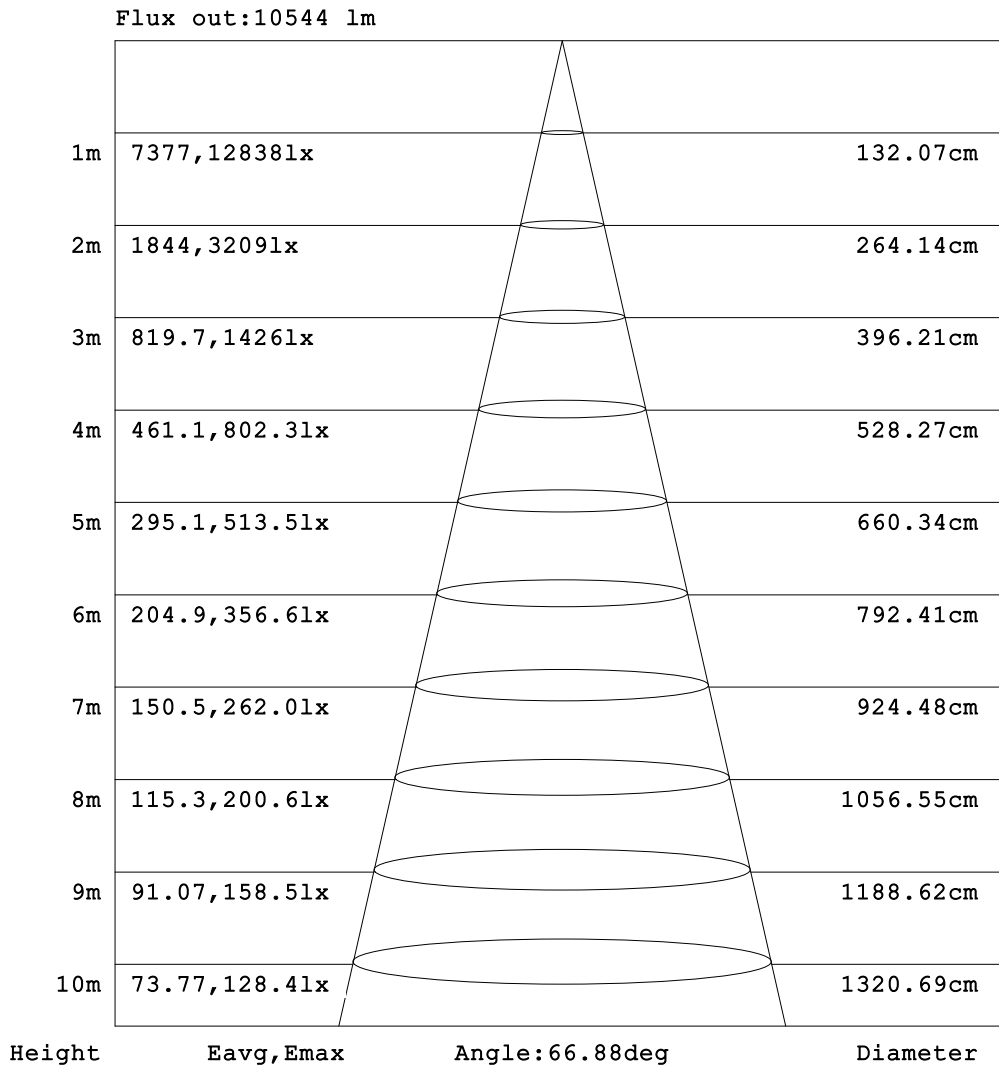 Flux out:10544 lm
1m 7377,12838lx 132.07cm
2m 1844,3209lx 264.14cm
3m 819.7,1426lx 396.21cm
4m 461.1,802.3lx 528.27cm
5m 295.1,513.5lx 660.34cm
6m 204.9,356.6lx 792.41cm
7m 150.5,262.0lx 924.48cm
8m 115.3,200.6lx 1056.55cm
9m 91.07,158.5lx 1188.62cm
10m 73.77,128.4lx 1320.69cm
Height Eavg,Emax Angle:66.88deg Diameter